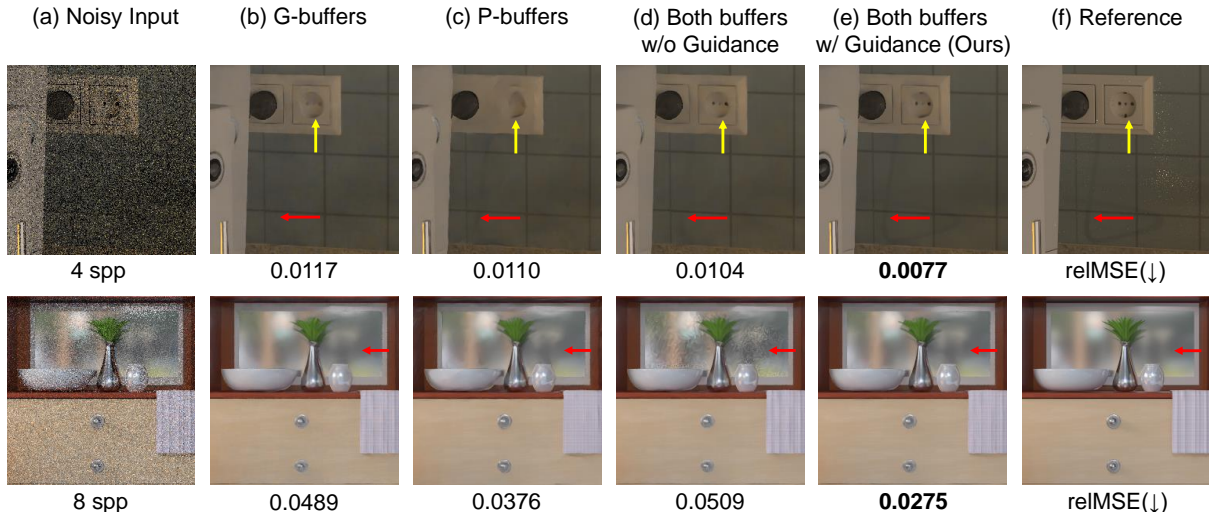 (a) Noisy Input
(b) G-buffers
(c) P-buffers
(d) Both buffers
w/o Guidance
(e) Both buffers
w/ Guidance (Ours)
(f) Reference
4 spp
0.0117
0.0110
0.0104
0.0077
relMSE(↓)
8 spp
0.0489
0.0376
0.0509
0.0275
relMSE(↓)